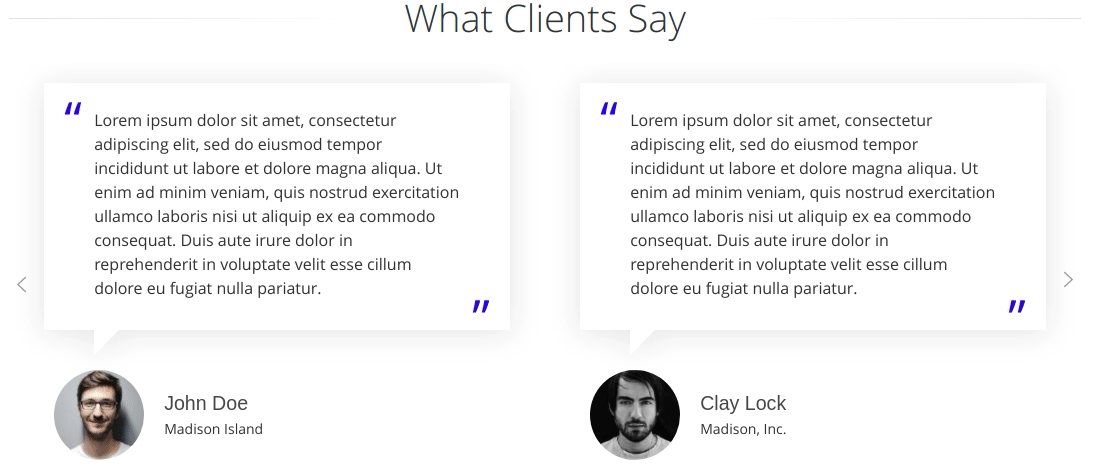 What Clients Say
“
Lorem ipsum dolor sit amet, consectetur
adipiscing elit, sed do eiusmod tempor
incididunt ut labore et dolore magna aliqua. Ut
enim ad minim veniam, quis nostrud exercitation
ullamco laboris nisi ut aliquip ex ea commodo
consequat. Duis aute irure dolor in
reprehenderit in voluptate velit esse cillum
dolore eu fugiat nulla pariatur.
”
John Doe
Madison Island
“
Lorem ipsum dolor sit amet, consectetur
adipiscing elit, sed do eiusmod tempor
incididunt ut labore et dolore magna aliqua. Ut
enim ad minim veniam, quis nostrud exercitation
ullamco laboris nisi ut aliquip ex ea commodo
consequat. Duis aute irure dolor in
reprehenderit in voluptate velit esse cillum
dolore eu fugiat nulla pariatur.
”
Clay Lock
Madison, Inc.